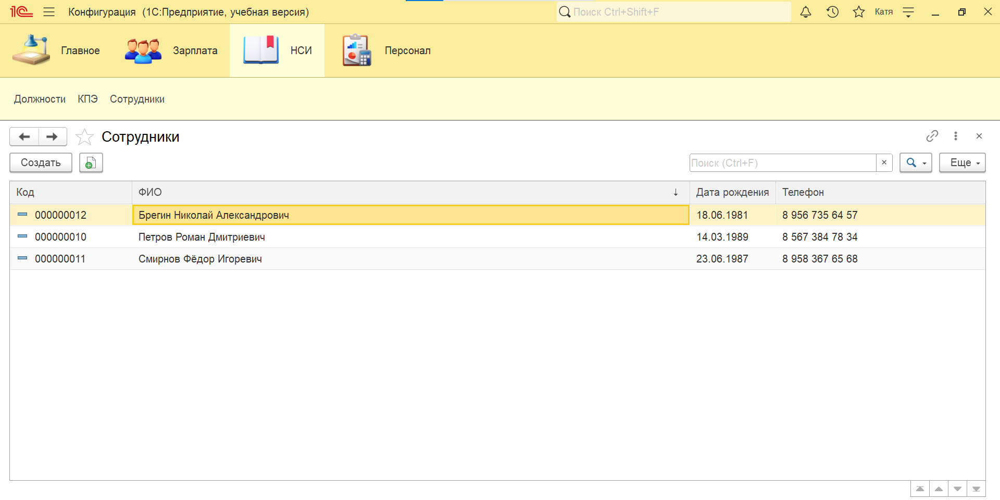 1С Конфигурация (1С:Предприятие, учебная версия) Поиск Ctrl+Shift+F Катя
Главное Зарплата НСИ Персонал
Должности КПЭ Сотрудники
Сотрудники
Создать Поиск (Ctrl+F) × Еще
Код ФИО ↓ Дата рождения Телефон
000000012 Брегин Николай Александрович 18.06.1981 8 956 735 64 57
000000010 Петров Роман Дмитриевич 14.03.1989 8 567 384 78 34
000000011 Смирнов Фёдор Игоревич 23.06.1987 8 958 367 65 68